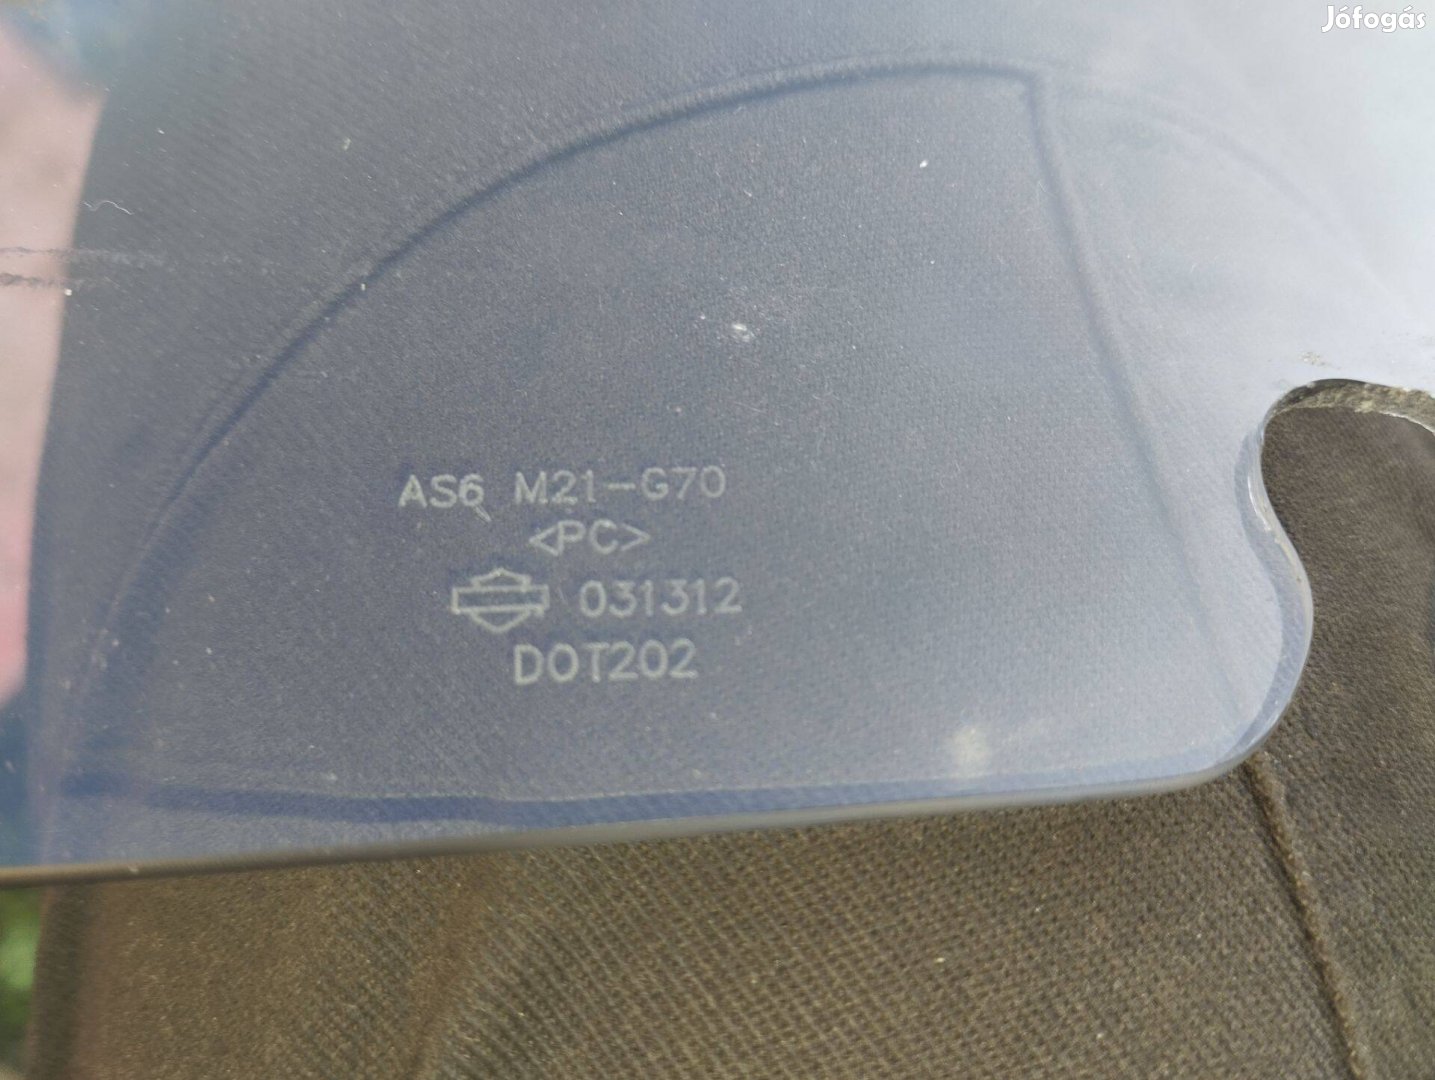 Jófogás
AS6 M21-G70
<PC>
031312
DOT202